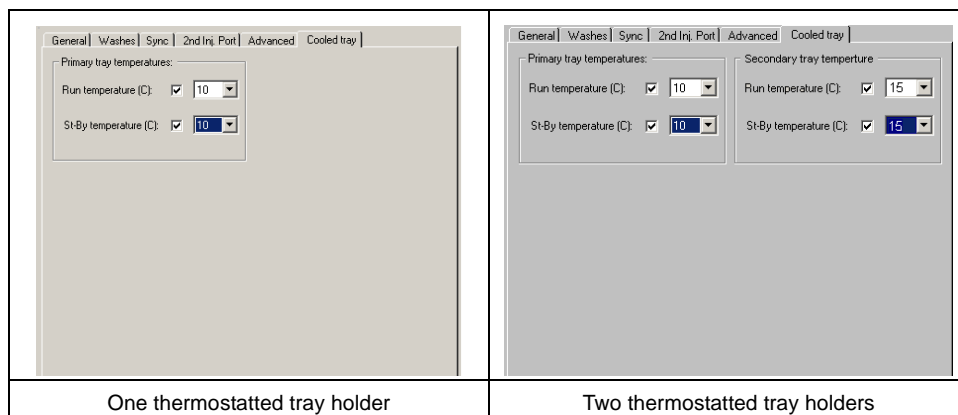 General Washes Sync 2nd Inj. Port Advanced Cooled tray
Primary tray temperatures:
Run temperature (C): 10
St-By temperature (C): 10
One thermostatted tray holder
General Washes Sync 2nd Inj. Port Advanced Cooled tray
Primary tray temperatures:
Run temperature (C): 10
St-By temperature (C): 10
Secondary tray temperture
Run temperature (C): 15
St-By temperature (C): 15
Two thermostatted tray holders